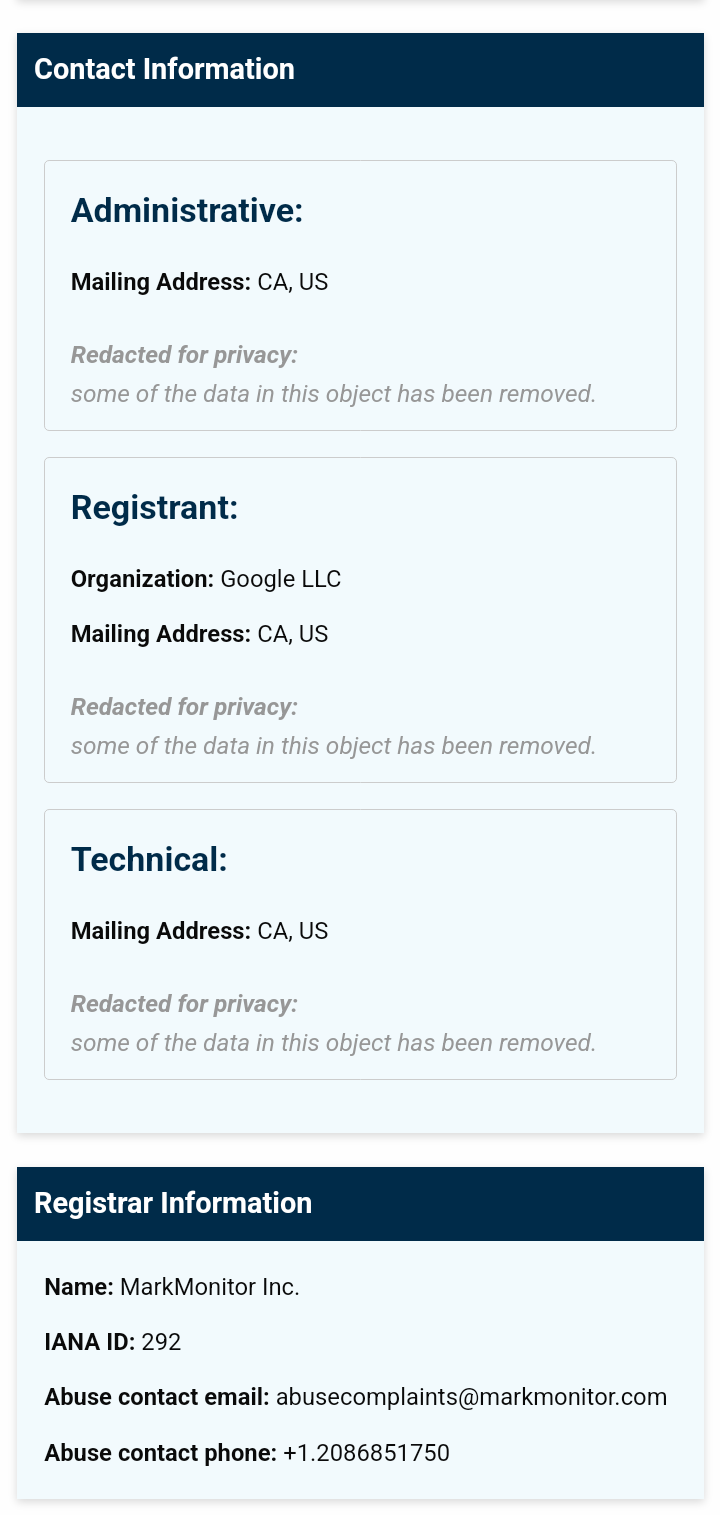 Contact Information
Administrative:
Mailing Address: CA, US
Redacted for privacy:
some of the data in this object has been removed.
Registrant:
Organization: Google LLC
Mailing Address: CA, US
Redacted for privacy:
some of the data in this object has been removed.
Technical:
Mailing Address: CA, US
Redacted for privacy:
some of the data in this object has been removed.
Registrar Information
Name: MarkMonitor Inc.
IANA ID: 292
Abuse contact email: abusecomplaints@markmonitor.com
Abuse contact phone: +1.2086851750